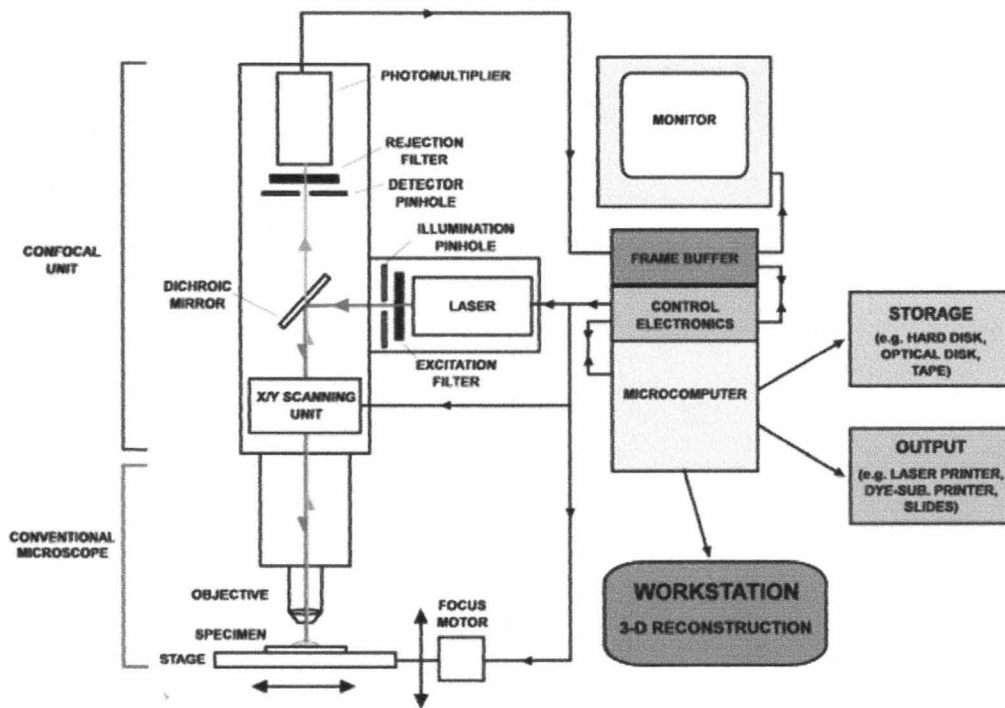 PHOTOMULTIPLIER
REJECTION
FILTER
DETECTOR
PINHOLE
ILLUMINATION
PINHOLE
CONFOCAL
UNIT
DICHROIC
MIRROR
LASER
EXCITATION
FILTER
X/Y SCANNING
UNIT
CONVENTIONAL
MICROSCOPE
OBJECTIVE
SPECIMEN
STAGE
FOCUS
MOTOR
MONITOR
FRAME BUFFER
CONTROL
ELECTRONICS
MICROCOMPUTER
STORAGE
(e.g. HARD DISK,
OPTICAL DISK,
TAPE)
OUTPUT
(e.g. LASER PRINTER,
DYE-SUB. PRINTER,
SLIDES)
WORKSTATION
3-D RECONSTRUCTION